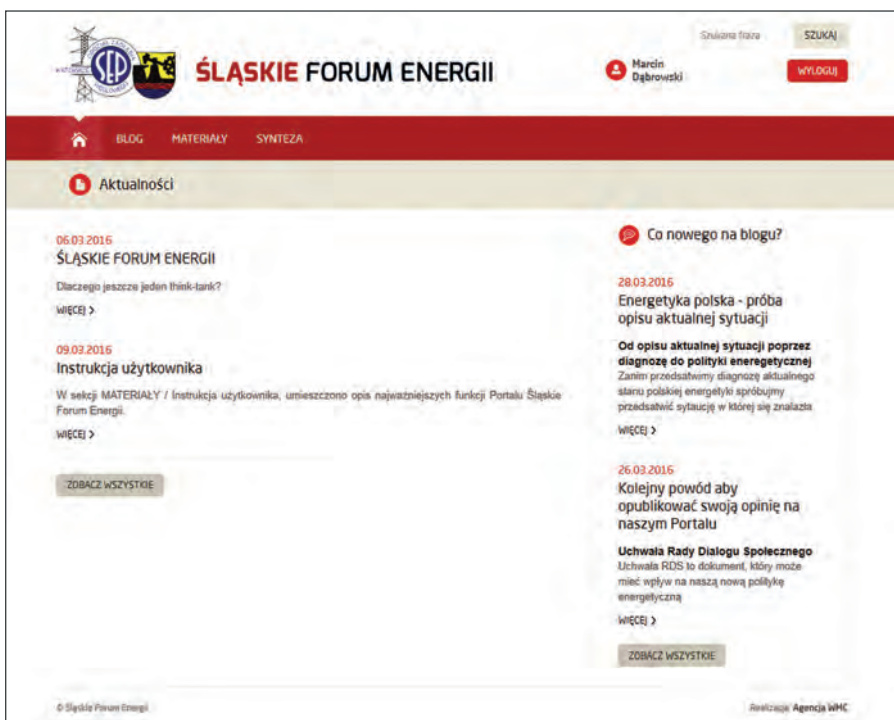 SEP
ŚLĄSKIE FORUM ENERGII
Szukana fraza
SZUKAJ
Marcin
Dąbrowski
WYLOGUJ
BLOG
MATERIAŁY
SYNTEZA
Aktualności
06.03.2016
ŚLĄSKIE FORUM ENERGII
Dlaczego jeszcze jeden think-tank?
WIĘCEJ >
09.03.2016
Instrukcja użytkownika
W sekcji MATERIAŁY / Instrukcja użytkownika, umieszczono opis najważniejszych funkcji Portalu Śląskie
Forum Energii.
WIĘCEJ >
ZOBACZ WSZYSTKIE
Co nowego na blogu?
28.03.2016
Energetyka polska - próba
opisu aktualnej sytuacji
Od opisu aktualnej sytuacji poprzez
diagnozę do polityki eneregetycznej
Zanim przedsatwimy diagnozę aktualnego
stanu polskiej energetyki spróbujmy
przedsatwić sytaucję w której się znalazła
WIĘCEJ >
26.03.2016
Kolejny powód aby
opublikować swoją opinię na
naszym Portalu
Uchwała Rady Dialogu Społecznego
Uchwała RDS to dokument, który może
mieć wpływ na naszą nową politykę
energetyczną
WIĘCEJ >
ZOBACZ WSZYSTKIE
© Śląskie Forum Energii
Realizacja: Agencja WMC